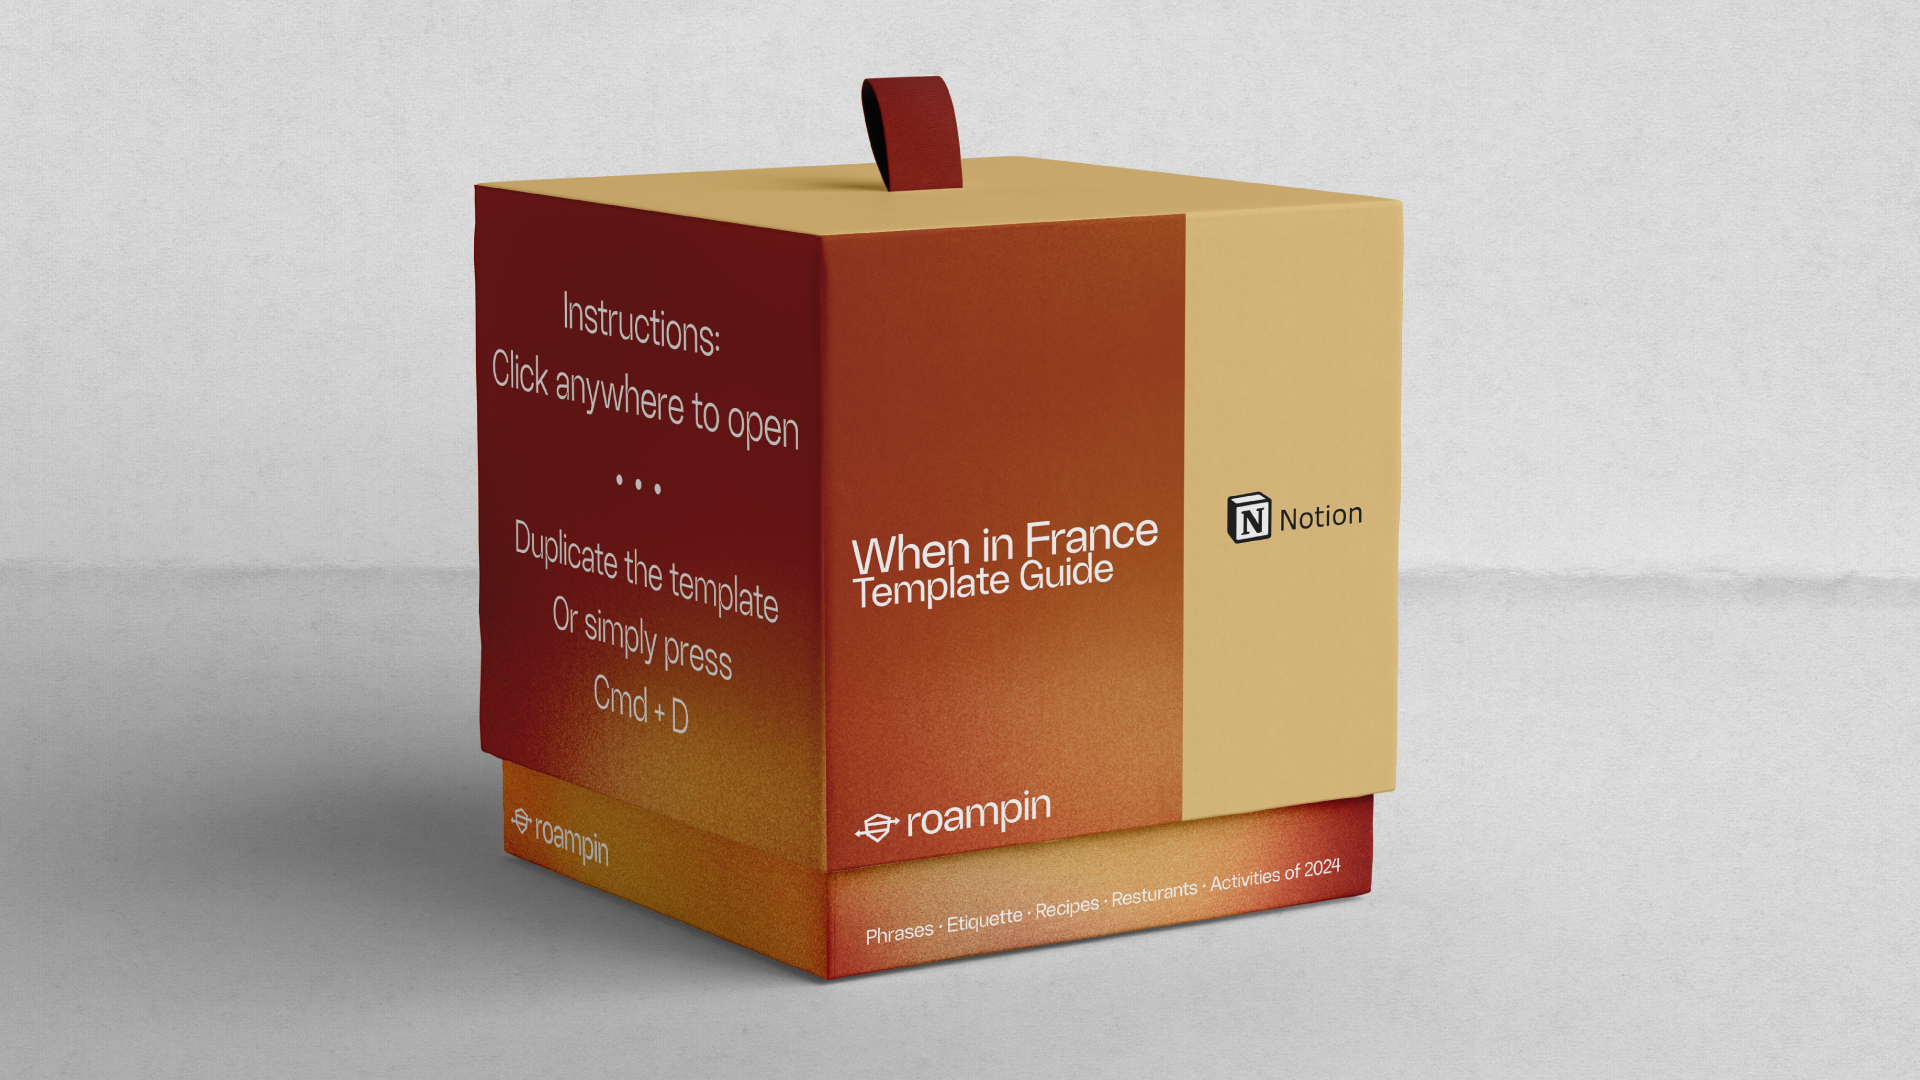 Instructions:
Click anywhere to open
...
Duplicate the template
Or simply press
Cmd + D
roampin
When in France
Template Guide
roampin
N Notion
Phrases · Etiquette · Recipes · Resturants · Activities of 2024